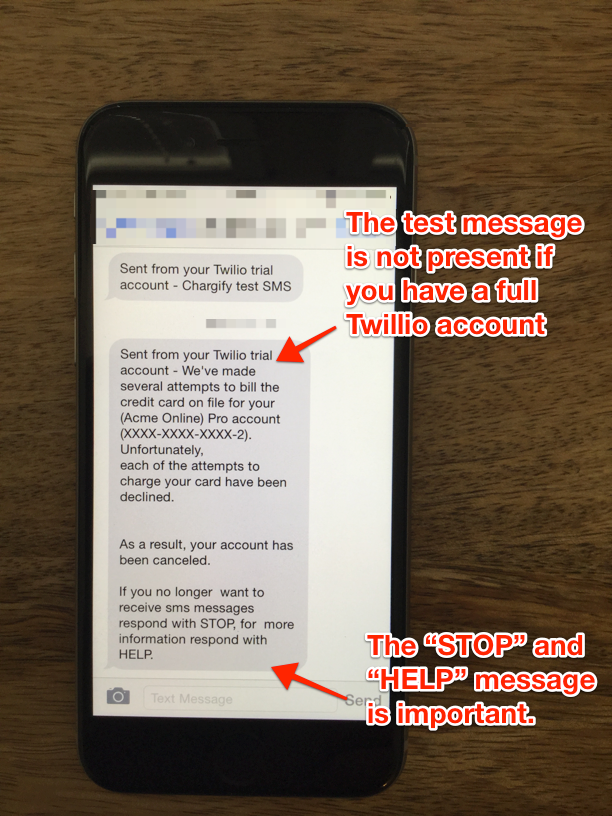 Sent from your Twilio trial
account - Chargify test SMS
The test message
is not present if
you have a full
Twillio account
Sent from your Twilio trial
account - We've made
several attempts to bill the
credit card on file for your
(Acme Online) Pro account
(XXXX-XXXX-XXXX-2).
Unfortunately,
each of the attempts to
charge your card have been
declined.
As a result, your account has
been canceled.
If you no longer want to
receive sms messages
respond with STOP, for more
information respond with
HELP.
The “STOP” and
“HELP” message
is important.
Text Message
Send